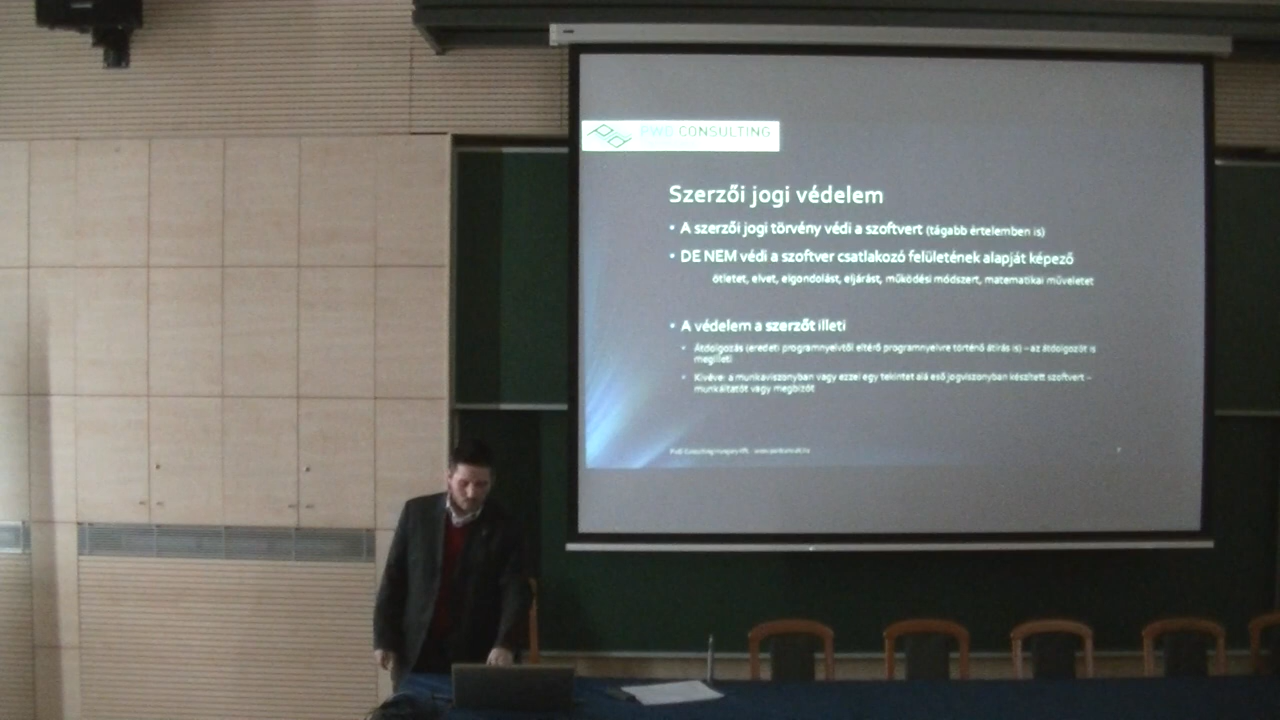 CONSULTING
Szerzői jogi védelem
A szerzői jogi törvény védi a szoftvert (tágabb értelemben is)
DE NEM védi a szoftver csatlakozó felületének alapját képező
ötletet, elvet, elgondolást, eljárást, működési módszert, matematikai műveletet
A védelem a szerzőt illeti
Átdolgozás (eredeti programnyelvtől eltérő programnyelvre történő átírás is) – az átdolgozót is
megilleti
Kivéve: a munkaviszonyban vagy ezzel egy tekintet alá eső jogviszonyban készített szoftver –
munkáltatót vagy megbízót